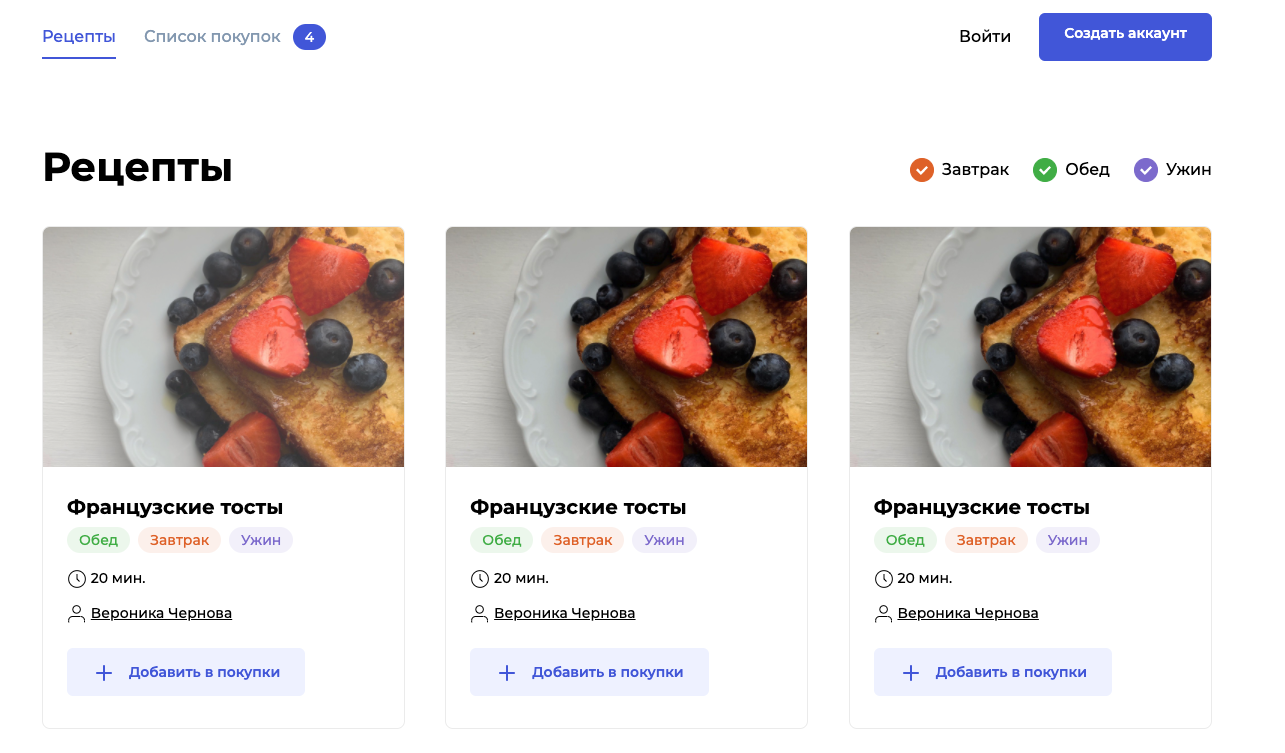 Рецепты
Список покупок
4
Войти
Создать аккаунт
Рецепты
Завтрак
Обед
Ужин
Французские тосты
Обед
Завтрак
Ужин
20 мин.
Вероника Чернова
Добавить в покупки
Французские тосты
Обед
Завтрак
Ужин
20 мин.
Вероника Чернова
Добавить в покупки
Французские тосты
Обед
Завтрак
Ужин
20 мин.
Вероника Чернова
Добавить в покупки